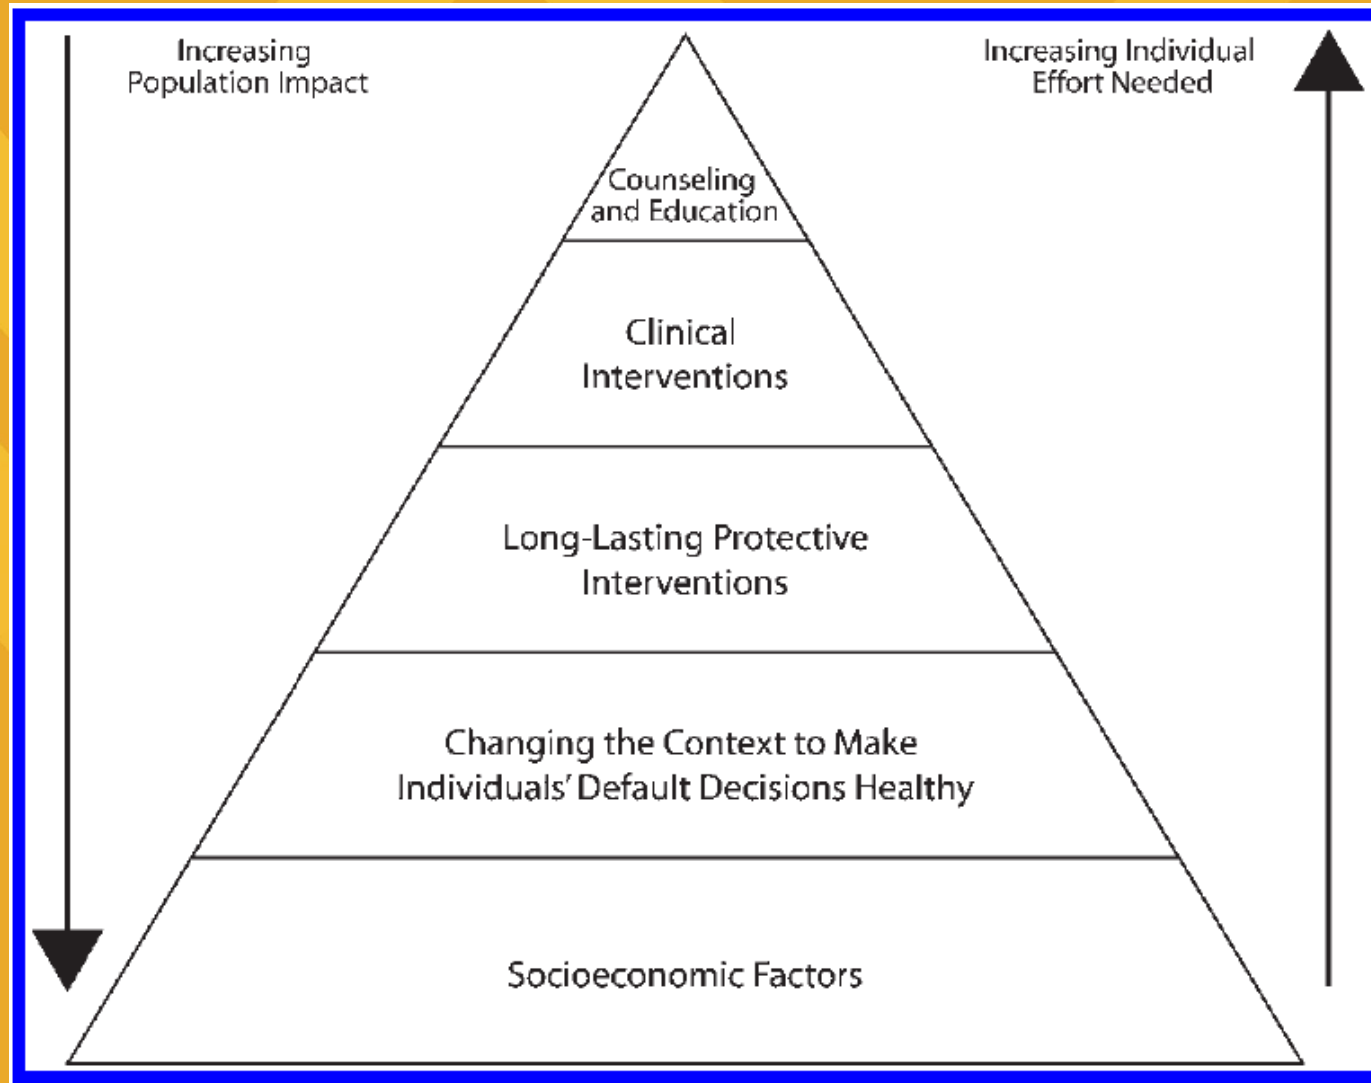 Increasing
Population Impact
Increasing Individual
Effort Needed
Counseling
and Education
Clinical
Interventions
Long-Lasting Protective
Interventions
Changing the Context to Make
Individuals’ Default Decisions Healthy
Socioeconomic Factors